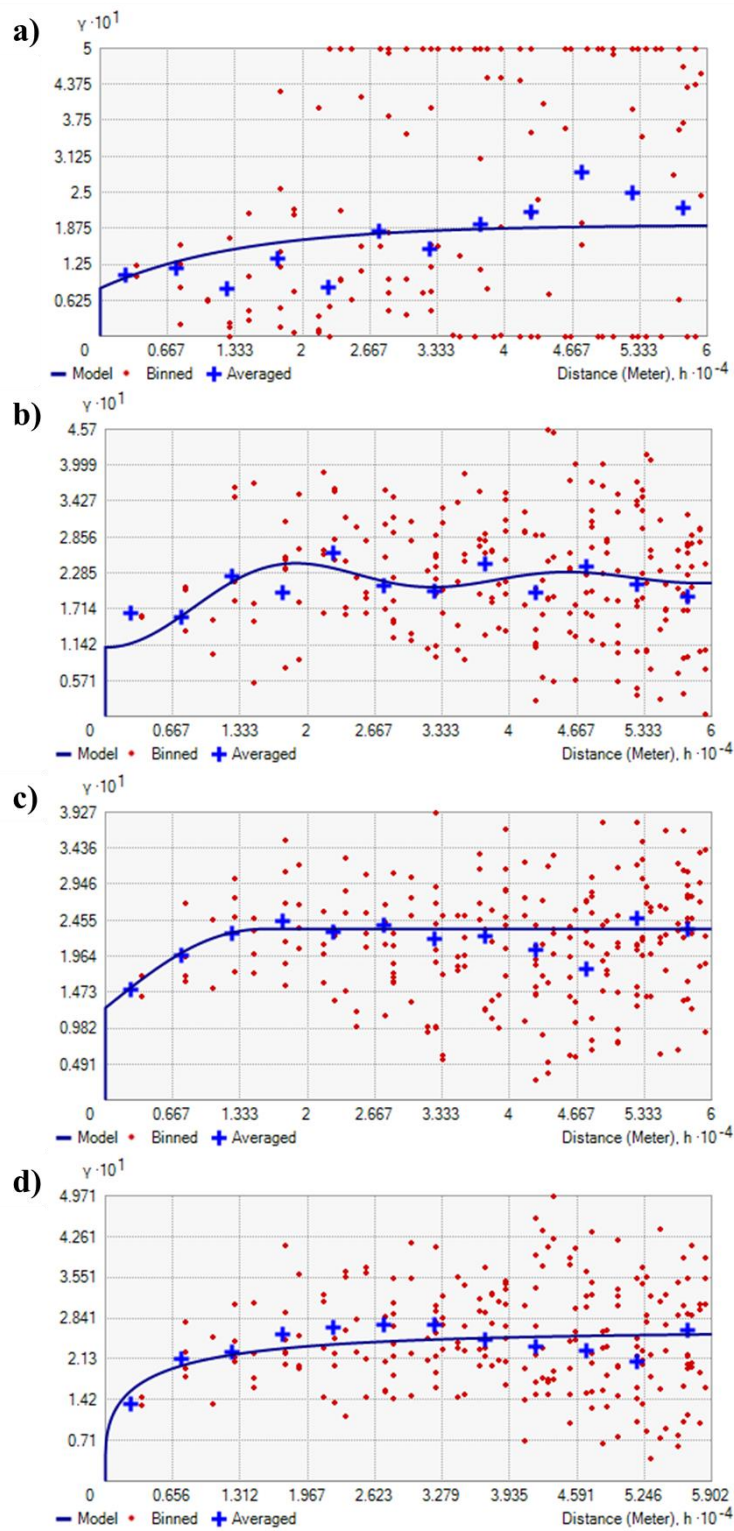 a)
γ · 10¹
5
4.375
3.75
3.125
2.5
1.875
1.25
0.625
0 0.667 1.333 2 2.667 3.333 4 4.667 5.333 6
Model Binned Averaged Distance (Meter), h · 10⁻⁴
b)
γ · 10¹
4.57
3.999
3.427
2.856
2.285
1.714
1.142
0.571
0 0.667 1.333 2 2.667 3.333 4 4.667 5.333 6
Model Binned Averaged Distance (Meter), h · 10⁻⁴
c)
γ · 10¹
3.927
3.436
2.946
2.455
1.964
1.473
0.982
0.491
0 0.667 1.333 2 2.667 3.333 4 4.667 5.333 6
Model Binned Averaged Distance (Meter), h · 10⁻⁴
d)
γ · 10¹
4.971
4.261
3.551
2.841
2.13
1.42
0.71
0 0.656 1.312 1.967 2.623 3.279 3.935 4.591 5.246 5.902
Model Binned Averaged Distance (Meter), h · 10⁻⁴